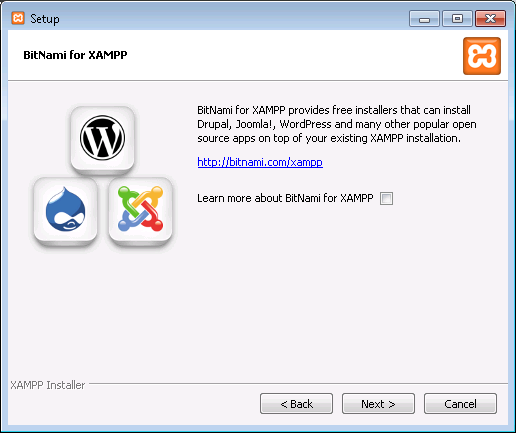 Setup
BitNami for XAMPP
BitNami for XAMPP provides free installers that can install
Drupal, Joomla!, WordPress and many other popular open
source apps on top of your existing XAMPP installation.
http://bitnami.com/xampp
Learn more about BitNami for XAMPP
XAMPP Installer
< Back
Next >
Cancel